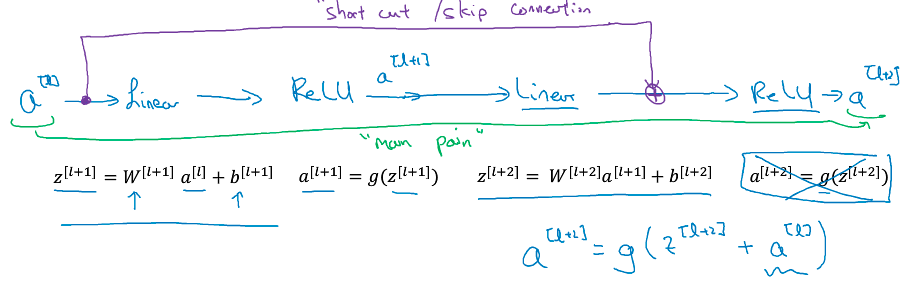 "short cut / skip connection
a^[l] → Linear → ReLU a^[l+1] → Linear → ⊕ → ReLU → a^[l+2]
"main pain"
z^[l+1] = W^[l+1] a^[l] + b^[l+1] a^[l+1] = g(z^[l+1]) z^[l+2] = W^[l+2] a^[l+1] + b^[l+2] a^[l+2] = g(z^[l+2])
a^[l+2] = g(z^[l+2] + a^[l])